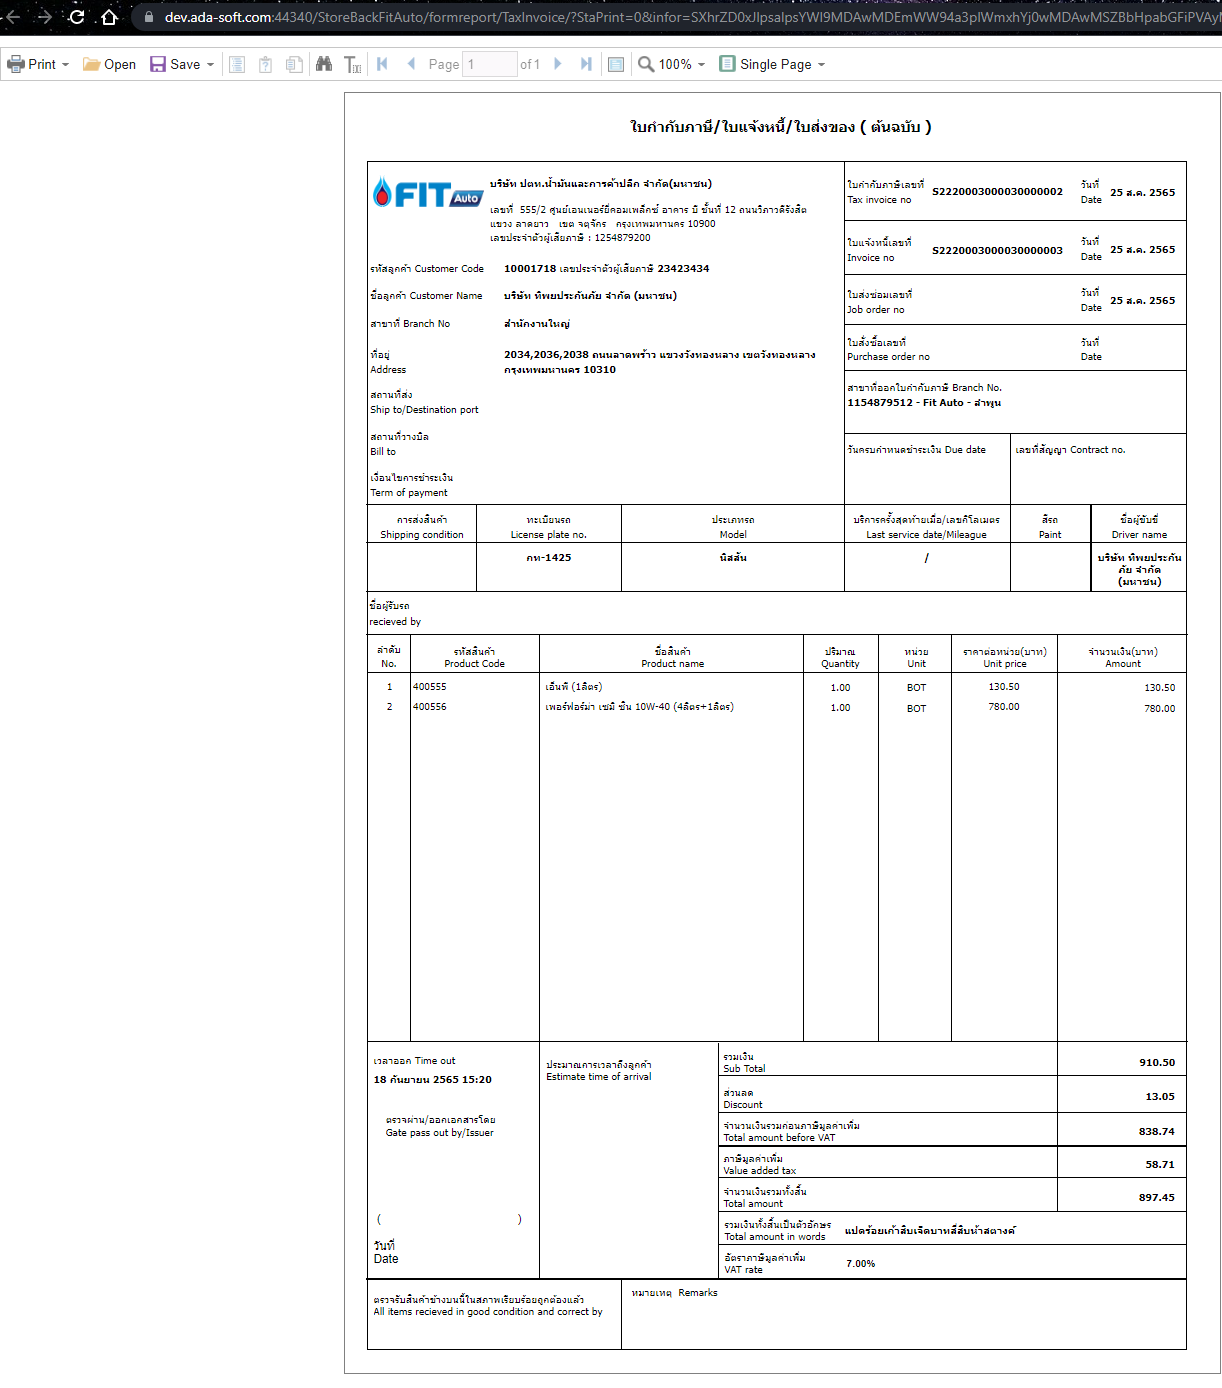 dev.ada-soft.com:44340/StoreBackFitAuto/formreport/TaxInvoice/?StaPrint=0&infor=
Print Open Save Page 1 of 1 100% Single Page
ใบกำกับภาษี/ใบแจ้งหนี้/ใบส่งของ ( ต้นฉบับ )
FIT Auto
บริษัท ปตท.น้ำมันและการค้าปลีก จำกัด(มหาชน)
เลขที่ 555/2 ศูนย์เอนเนอร์ยี่คอมเพล็กซ์ อาคาร บี ชั้นที่ 12 ถนนวิภาวดีรังสิต
แขวง ลาดยาว เขต จตุจักร กรุงเทพมหานคร 10900
เลขประจำตัวผู้เสียภาษี : 1254879200
ใบกำกับภาษีเลขที่
Tax invoice no
S2220003000030000002
วันที่
Date
25 ส.ค. 2565
ใบแจ้งหนี้เลขที่
Invoice no
S2220003000030000003
วันที่
Date
25 ส.ค. 2565
ใบส่งซ่อมเลขที่
Job order no
วันที่
Date
25 ส.ค. 2565
ใบสั่งซื้อเลขที่
Purchase order no
วันที่
Date
รหัสลูกค้า Customer Code 10001718 เลขประจำตัวผู้เสียภาษี 23423434
ชื่อลูกค้า Customer Name บริษัท ทิพยประกันภัย จำกัด (มหาชน)
สาขาที่ Branch No สำนักงานใหญ่
ที่อยู่
Address
2034,2036,2038 ถนนลาดพร้าว แขวงวังทองหลาง เขตวังทองหลาง
กรุงเทพมหานคร 10310
สถานที่ส่ง
Ship to/Destination port
สถานที่วางบิล
Bill to
เงื่อนไขการชำระเงิน
Term of payment
สาขาที่ออกใบกำกับภาษี Branch No.
1154879512 - Fit Auto - ลำพูน
วันครบกำหนดชำระเงิน Due date
เลขที่สัญญา Contract no.
การส่งสินค้า
Shipping condition
ทะเบียนรถ
License plate no.
ประเภทรถ
Model
บริการครั้งสุดท้ายเมื่อ/เลขกิโลเมตร
Last service date/Mileague
สีรถ
Paint
ชื่อผู้ขับขี่
Driver name
กท-1425
นิสสัน
/
บริษัท ทิพยประกัน
ภัย จำกัด
(มหาชน)
ชื่อผู้รับรถ
recieved by
ลำดับ
No.
รหัสสินค้า
Product Code
ชื่อสินค้า
Product name
ปริมาณ
Quantity
หน่วย
Unit
ราคาต่อหน่วย(บาท)
Unit price
จำนวนเงิน(บาท)
Amount
1 400555 เอ็นพี (1ลิตร) 1.00 BOT 130.50 130.50
2 400556 เพอร์ฟอร์ม่า เซมิ ซิน 10W-40 (4ลิตร+1ลิตร) 1.00 BOT 780.00 780.00
เวลาออก Time out
18 กันยายน 2565 15:20
ตรวจผ่าน/ออกเอกสารโดย
Gate pass out by/Issuer
( )
วันที่
Date
ประมาณการเวลาถึงลูกค้า
Estimate time of arrival
รวมเงิน
Sub Total
910.50
ส่วนลด
Discount
13.05
จำนวนเงินรวมก่อนภาษีมูลค่าเพิ่ม
Total amount before VAT
838.74
ภาษีมูลค่าเพิ่ม
Value added tax
58.71
จำนวนเงินรวมทั้งสิ้น
Total amount
897.45
รวมเงินทั้งสิ้นเป็นตัวอักษร
Total amount in words
แปดร้อยเก้าสิบเจ็ดบาทสี่สิบห้าสตางค์
อัตราภาษีมูลค่าเพิ่ม
VAT rate
7.00%
ตรวจรับสินค้าข้างบนนี้ในสภาพเรียบร้อยถูกต้องแล้ว
All items recieved in good condition and correct by
หมายเหตุ Remarks